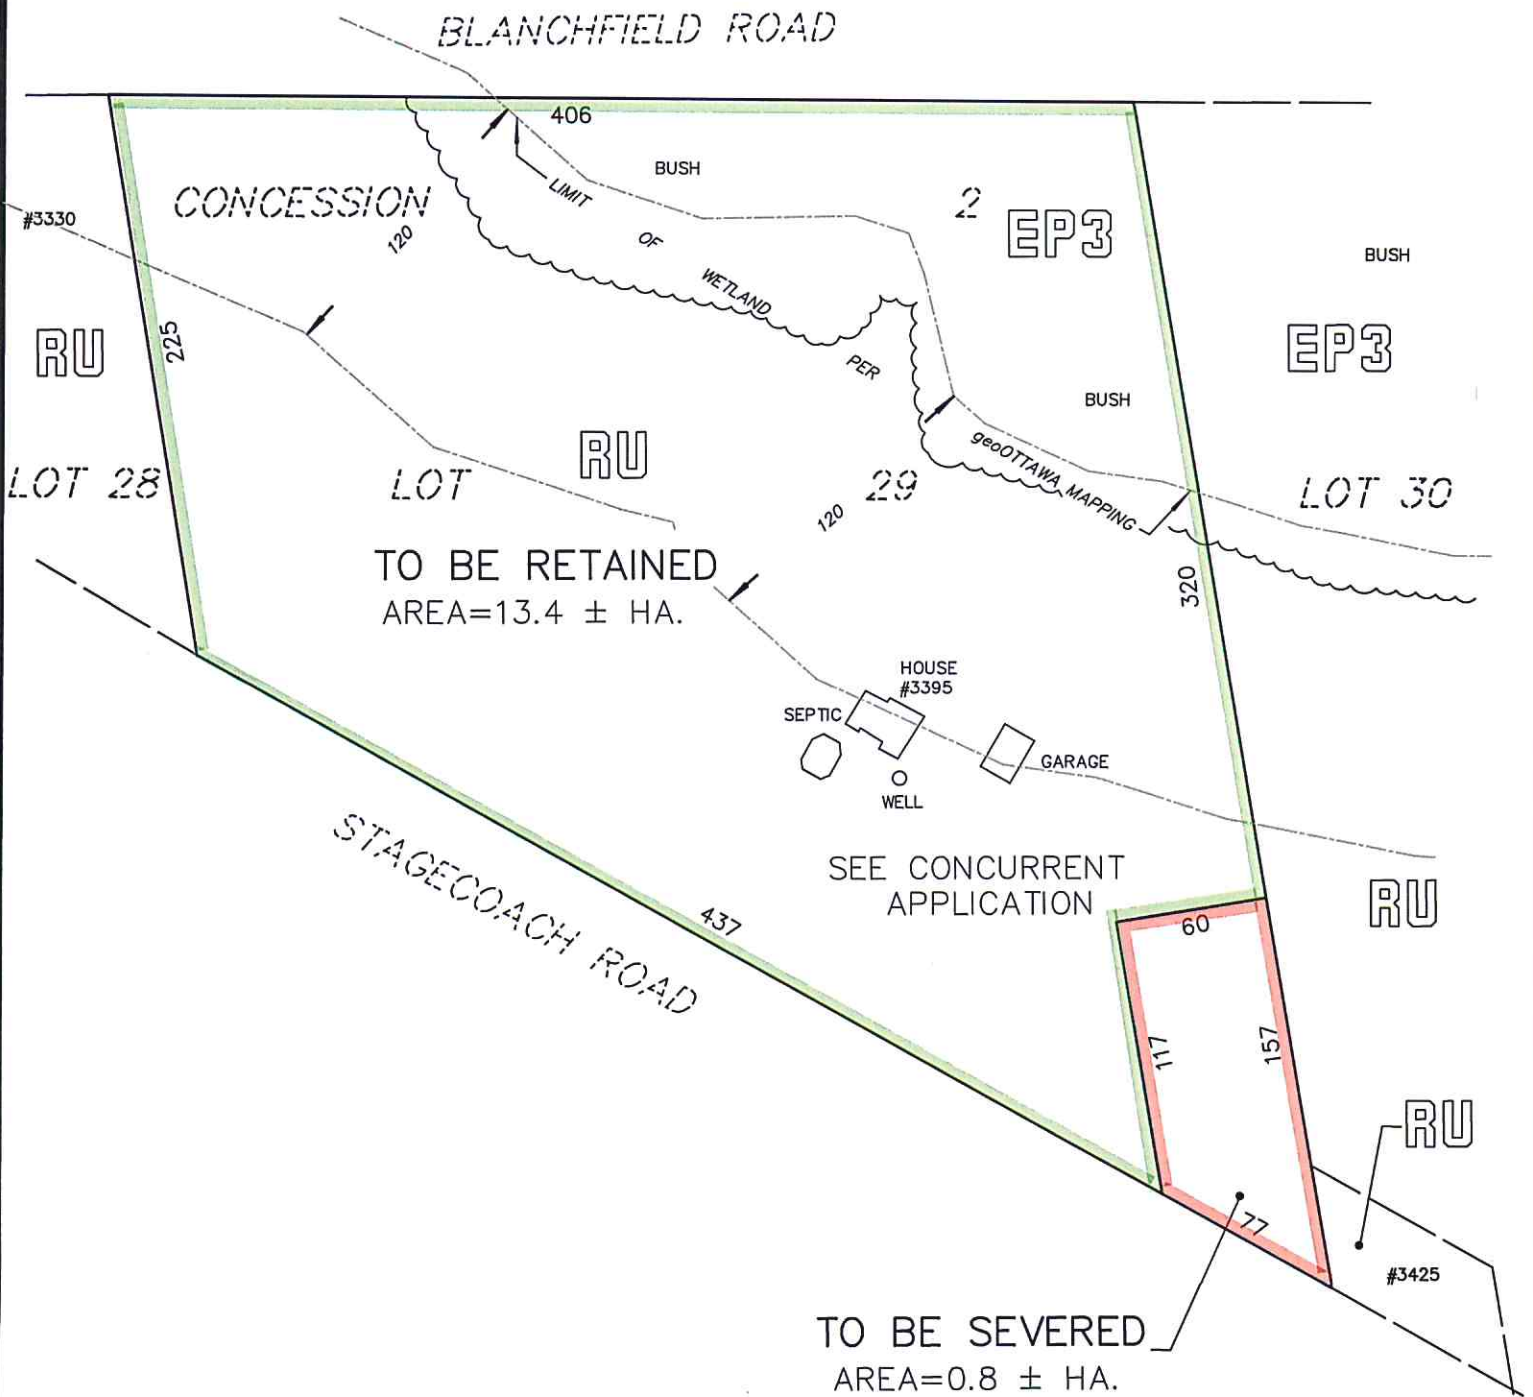 BLANCHFIELD ROAD
406
BUSH
LIMIT
OF
WETLAND
PER
geoOTTAWA MAPPING
CONCESSION
2
EP3
#3330
120
BUSH
RU
225
EP3
BUSH
RU
LOT 28
LOT
29
LOT 30
120
TO BE RETAINED
AREA=13.4 ± HA.
320
HOUSE
#3395
SEPTIC
GARAGE
WELL
STAGECOACH ROAD
437
SEE CONCURRENT
APPLICATION
RU
60
117
157
RU
77
#3425
TO BE SEVERED
AREA=0.8 ± HA.